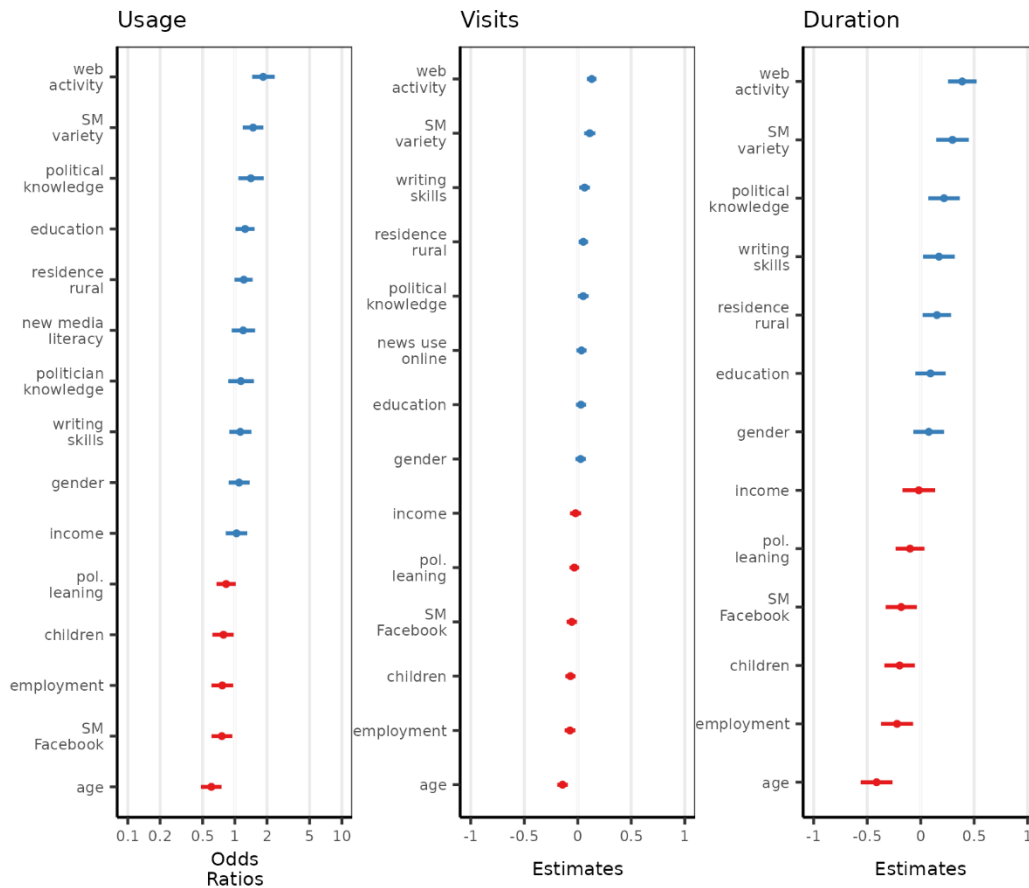 Usage
web
activity
SM
variety
political
knowledge
education
residence
rural
new media
literacy
politician
knowledge
writing
skills
gender
income
pol.
leaning
children
employment
SM
Facebook
age
0.1 0.2 0.5 1 2 5 10
Odds
Ratios
Visits
web
activity
SM
variety
writing
skills
residence
rural
political
knowledge
news use
online
education
gender
income
pol.
leaning
SM
Facebook
children
employment
age
-1 -0.5 0 0.5 1
Estimates
Duration
web
activity
SM
variety
political
knowledge
writing
skills
residence
rural
education
gender
income
pol.
leaning
SM
Facebook
children
employment
age
-1 -0.5 0 0.5 1
Estimates